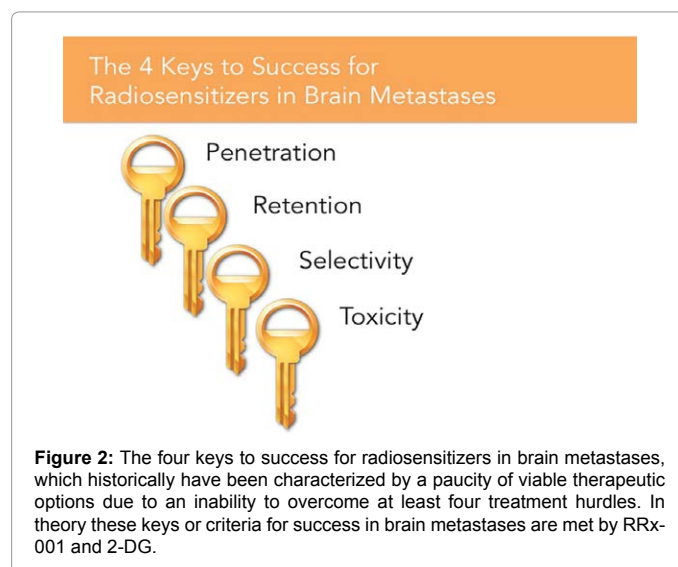 The 4 Keys to Success for
Radiosensitizers in Brain Metastases
Penetration
Retention
Selectivity
Toxicity
Figure 2: The four keys to success for radiosensitizers in brain metastases,
which historically have been characterized by a paucity of viable therapeutic
options due to an inability to overcome at least four treatment hurdles. In
theory these keys or criteria for success in brain metastases are met by RRx-
001 and 2-DG.